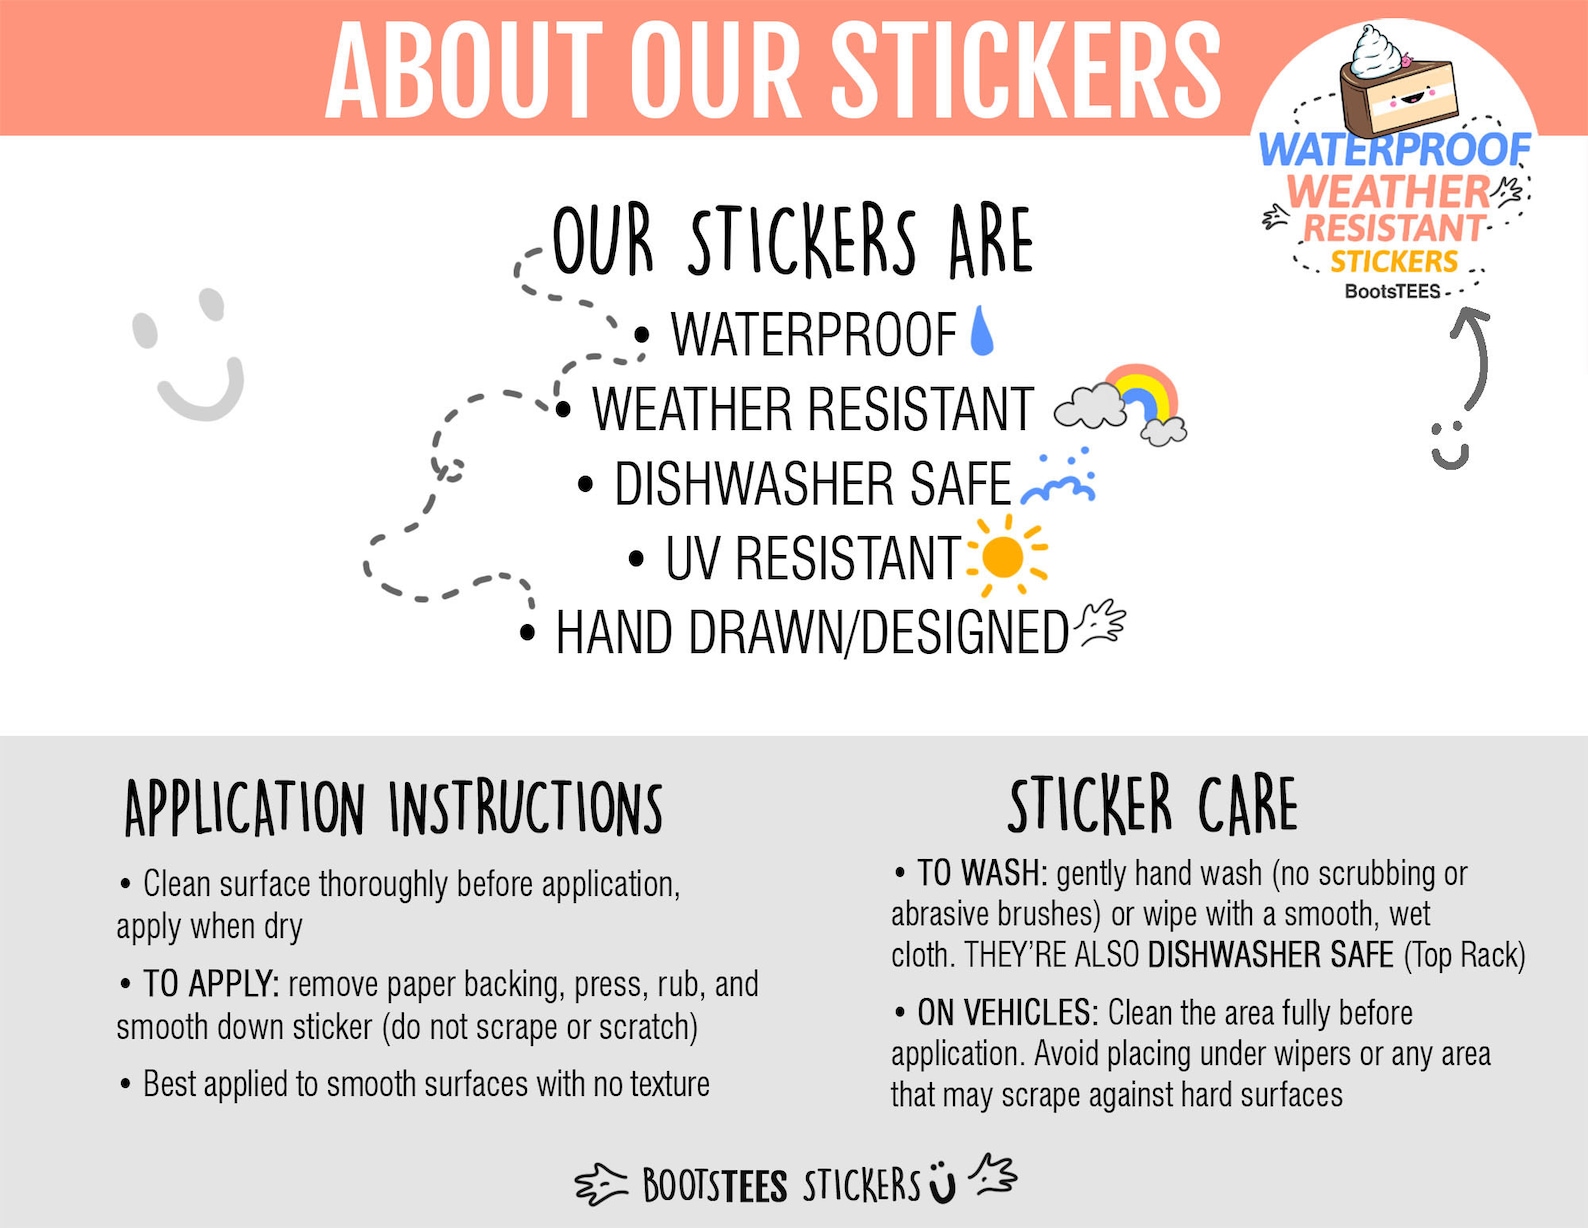 ABOUT OUR STICKERS
WATERPROOF
WEATHER
RESISTANT
STICKERS
BootsTEES
OUR STICKERS ARE
• WATERPROOF
• WEATHER RESISTANT
• DISHWASHER SAFE
• UV RESISTANT
• HAND DRAWN/DESIGNED
APPLICATION INSTRUCTIONS
• Clean surface thoroughly before application,
apply when dry
• TO APPLY: remove paper backing, press, rub, and
smooth down sticker (do not scrape or scratch)
• Best applied to smooth surfaces with no texture
STICKER CARE
• TO WASH: gently hand wash (no scrubbing or
abrasive brushes) or wipe with a smooth, wet
cloth. THEY'RE ALSO DISHWASHER SAFE (Top Rack)
• ON VEHICLES: Clean the area fully before
application. Avoid placing under wipers or any area
that may scrape against hard surfaces
BOOTSTEES STICKERS